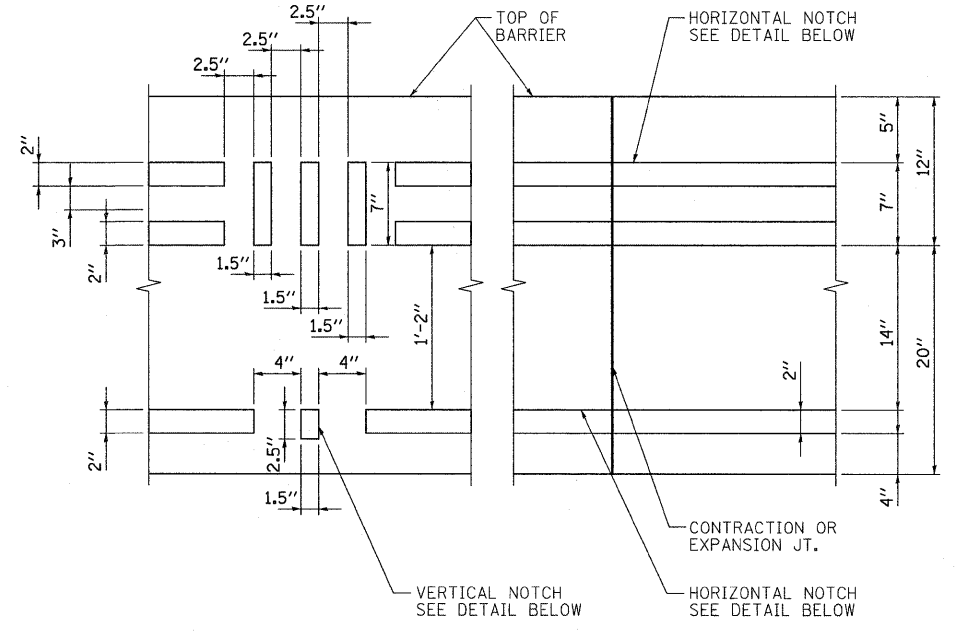 2.5"
2.5"
2.5"
TOP OF
BARRIER
HORIZONTAL NOTCH
SEE DETAIL BELOW
2"
3"
2"
7"
5"
7"
12"
1.5"
1.5"
1.5"
1'-2"
14"
20"
4"
4"
2"
2"
2.5"
1.5"
4"
CONTRACTION OR
EXPANSION JT.
VERTICAL NOTCH
SEE DETAIL BELOW
HORIZONTAL NOTCH
SEE DETAIL BELOW